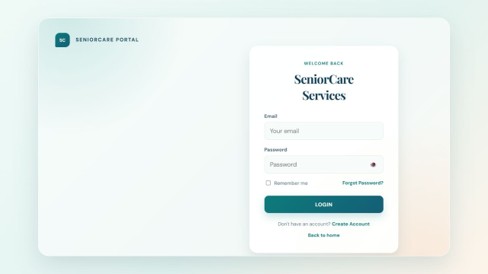 SC SENIORCARE PORTAL
WELCOME BACK
SeniorCare
Services
Email
Your email
Password
Password
Remember me Forgot Password?
LOGIN
Don't have an account? Create Account
Back to home